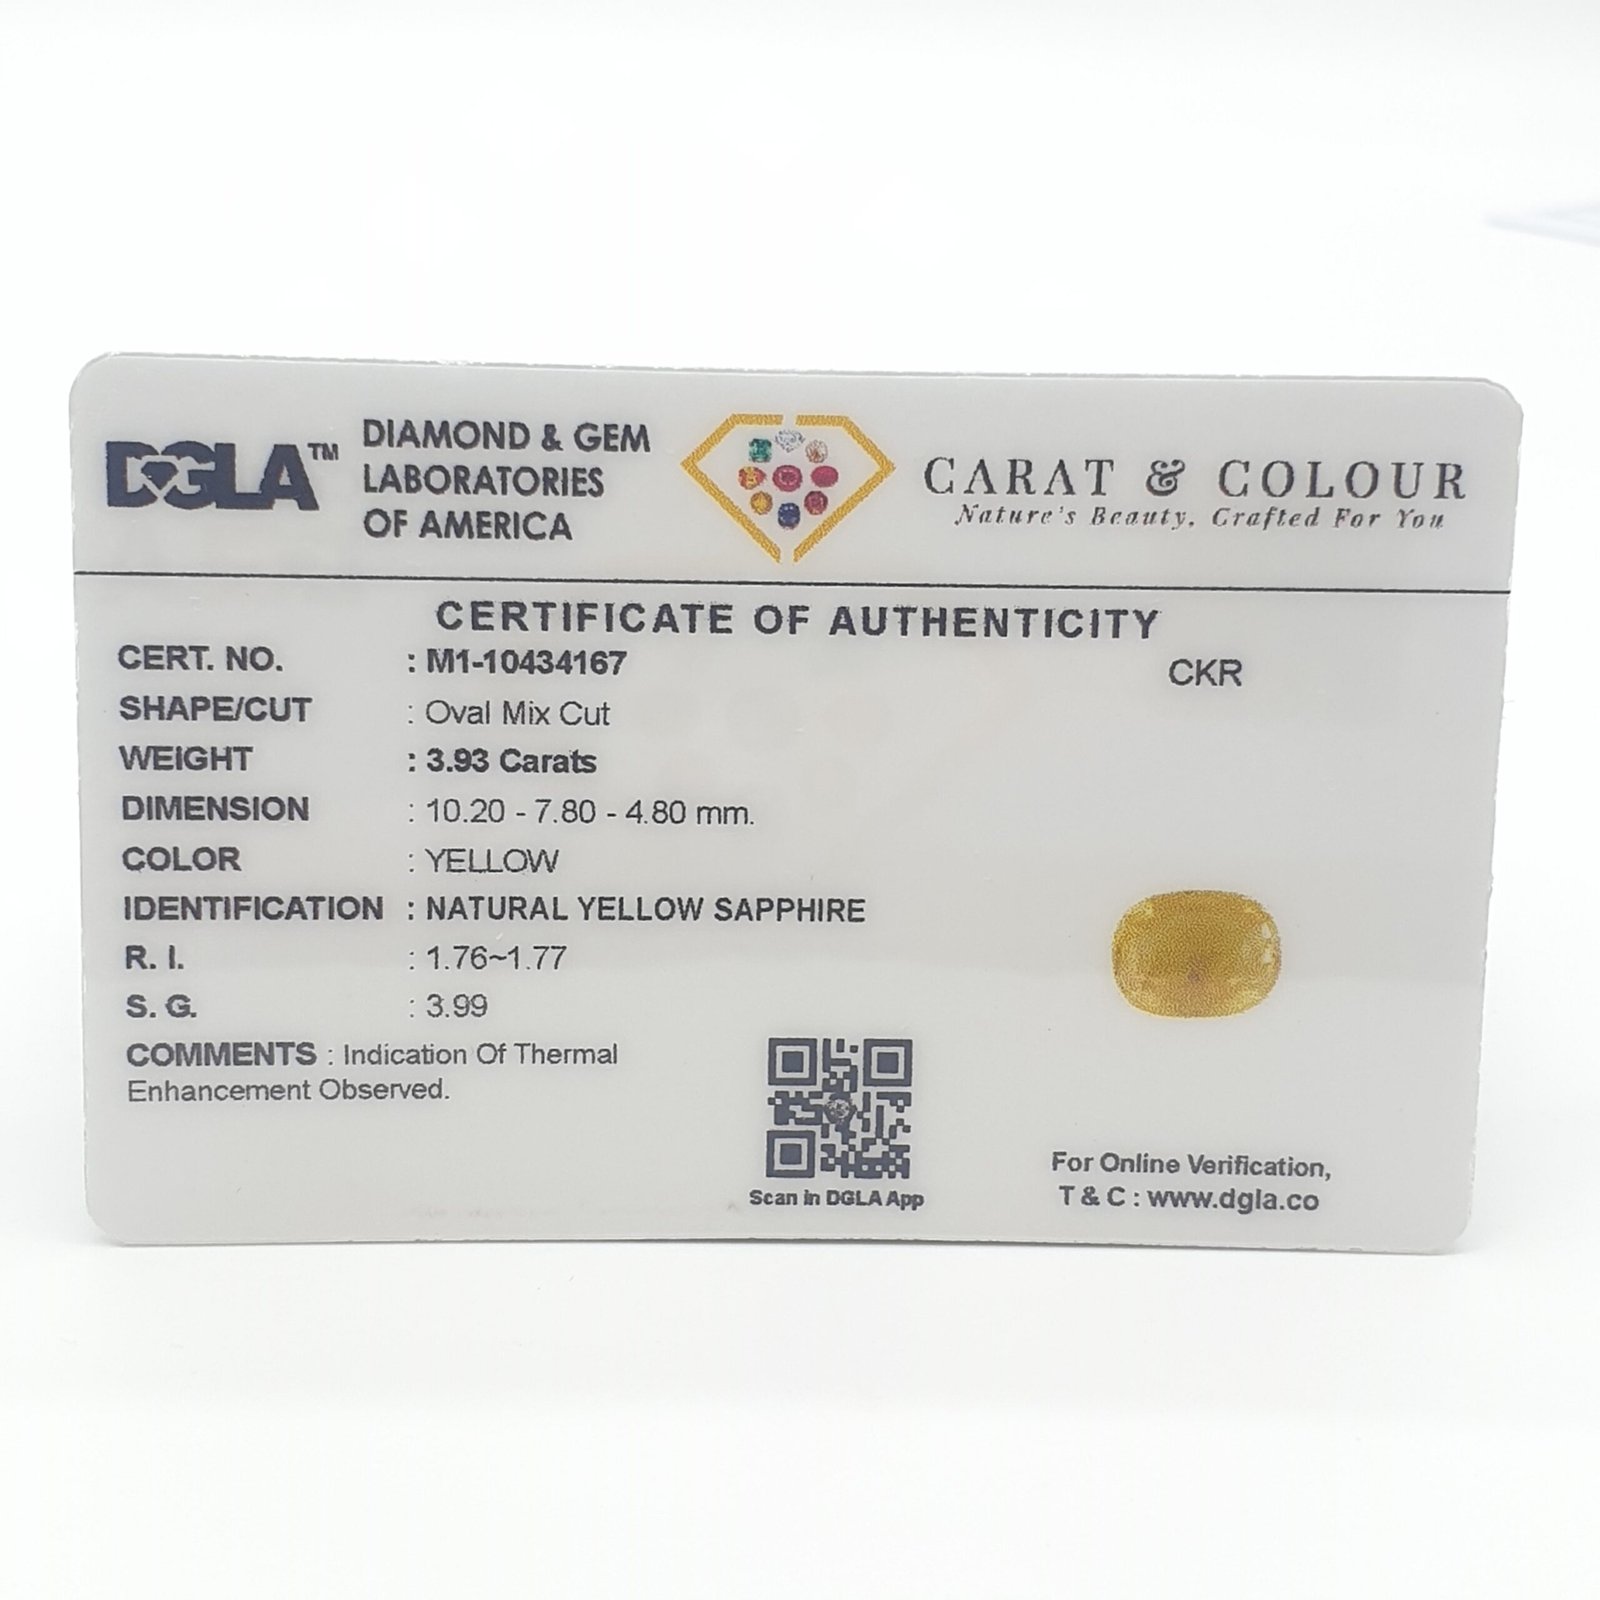 DGLA™
DIAMOND & GEM
LABORATORIES
OF AMERICA
CARAT & COLOUR
Nature's Beauty, Crafted For You
CERTIFICATE OF AUTHENTICITY
CERT. NO. : M1-10434167
CKR
SHAPE/CUT : Oval Mix Cut
WEIGHT : 3.93 Carats
DIMENSION : 10.20 - 7.80 - 4.80 mm.
COLOR : YELLOW
IDENTIFICATION : NATURAL YELLOW SAPPHIRE
R. I. : 1.76~1.77
S. G. : 3.99
COMMENTS : Indication Of Thermal
Enhancement Observed.
Scan in DGLA App
For Online Verification,
T & C : www.dgla.co